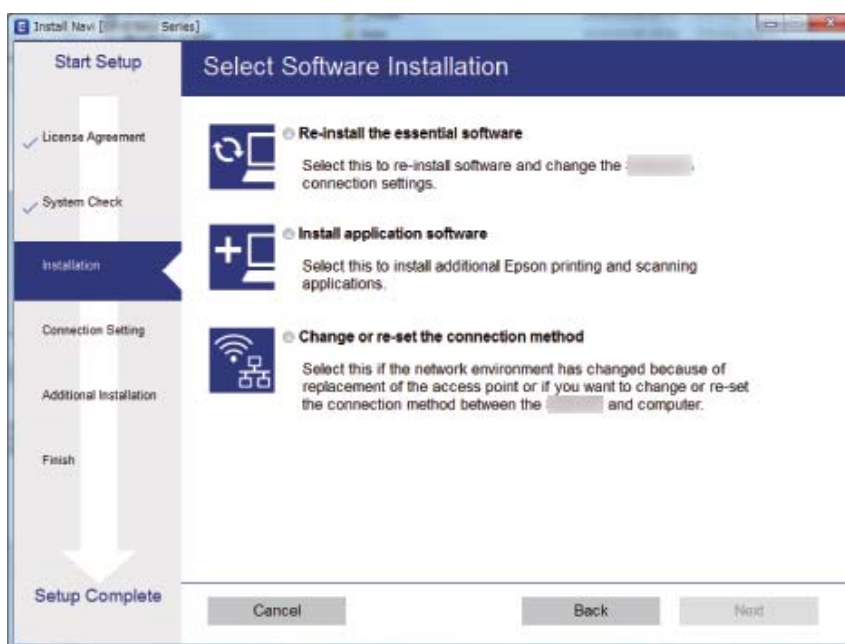 Install Navi [ Series]
Start Setup
License Agreement
System Check
Installation
Connection Setting
Additional Installation
Finish
Setup Complete
Select Software Installation
Re-install the essential software
Select this to re-install software and change the
connection settings.
Install application software
Select this to install additional Epson printing and scanning
applications.
Change or re-set the connection method
Select this if the network environment has changed because of
replacement of the access point or if you want to change or re-set
the connection method between the and computer.
Cancel
Back
Next